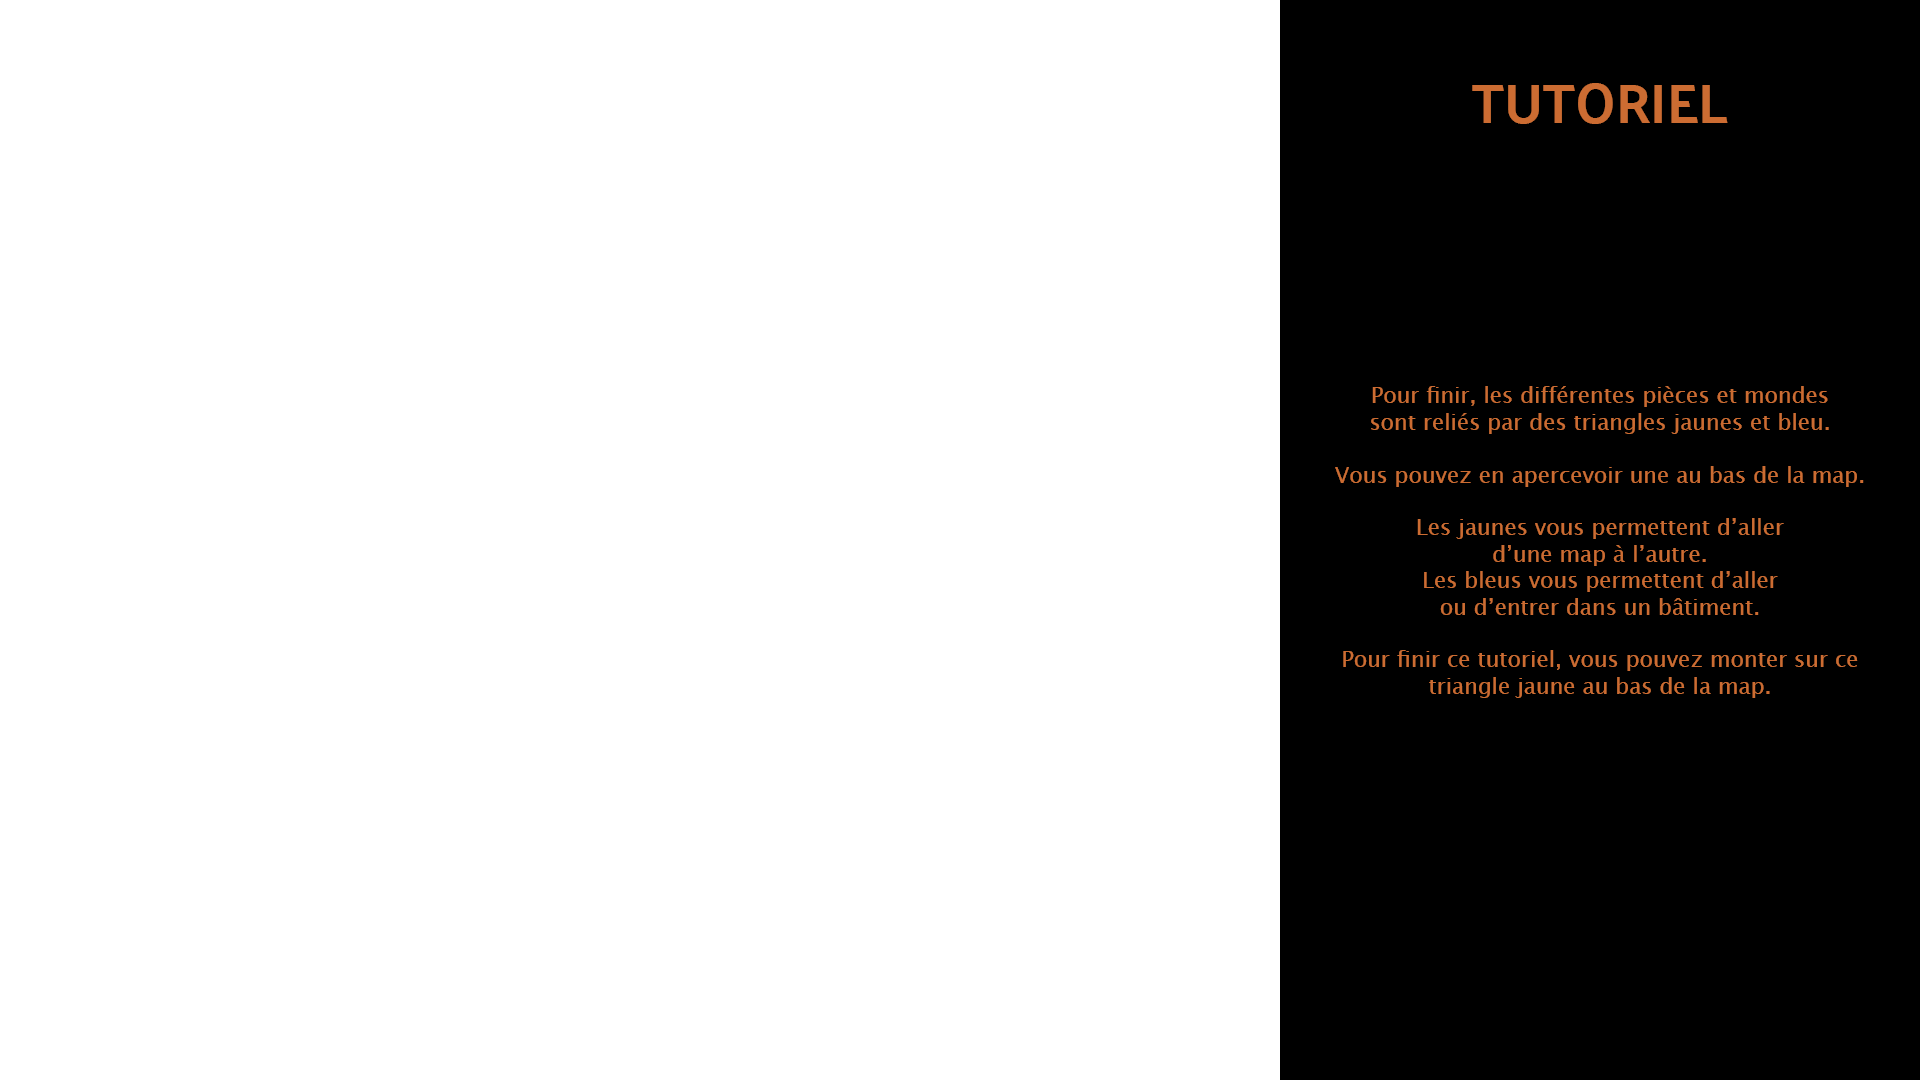 TUTORIEL
Pour finir, les différentes pièces et mondes
sont reliés par des triangles jaunes et bleu.
Vous pouvez en apercevoir une au bas de la map.
Les jaunes vous permettent d’aller
d’une map à l’autre.
Les bleus vous permettent d’aller
ou d’entrer dans un bâtiment.
Pour finir ce tutoriel, vous pouvez monter sur ce
triangle jaune au bas de la map.